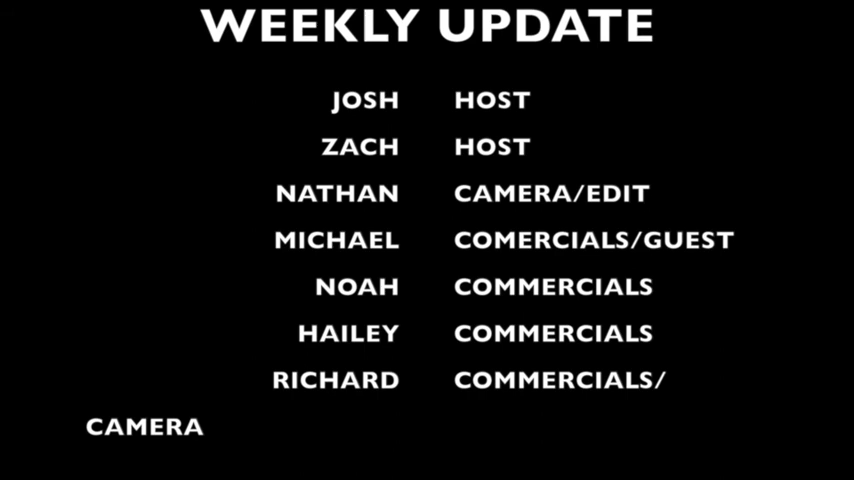 WEEKLY UPDATE
JOSH HOST
ZACH HOST
NATHAN CAMERA/EDIT
MICHAEL COMERCIALS/GUEST
NOAH COMMERCIALS
HAILEY COMMERCIALS
RICHARD COMMERCIALS/
CAMERA